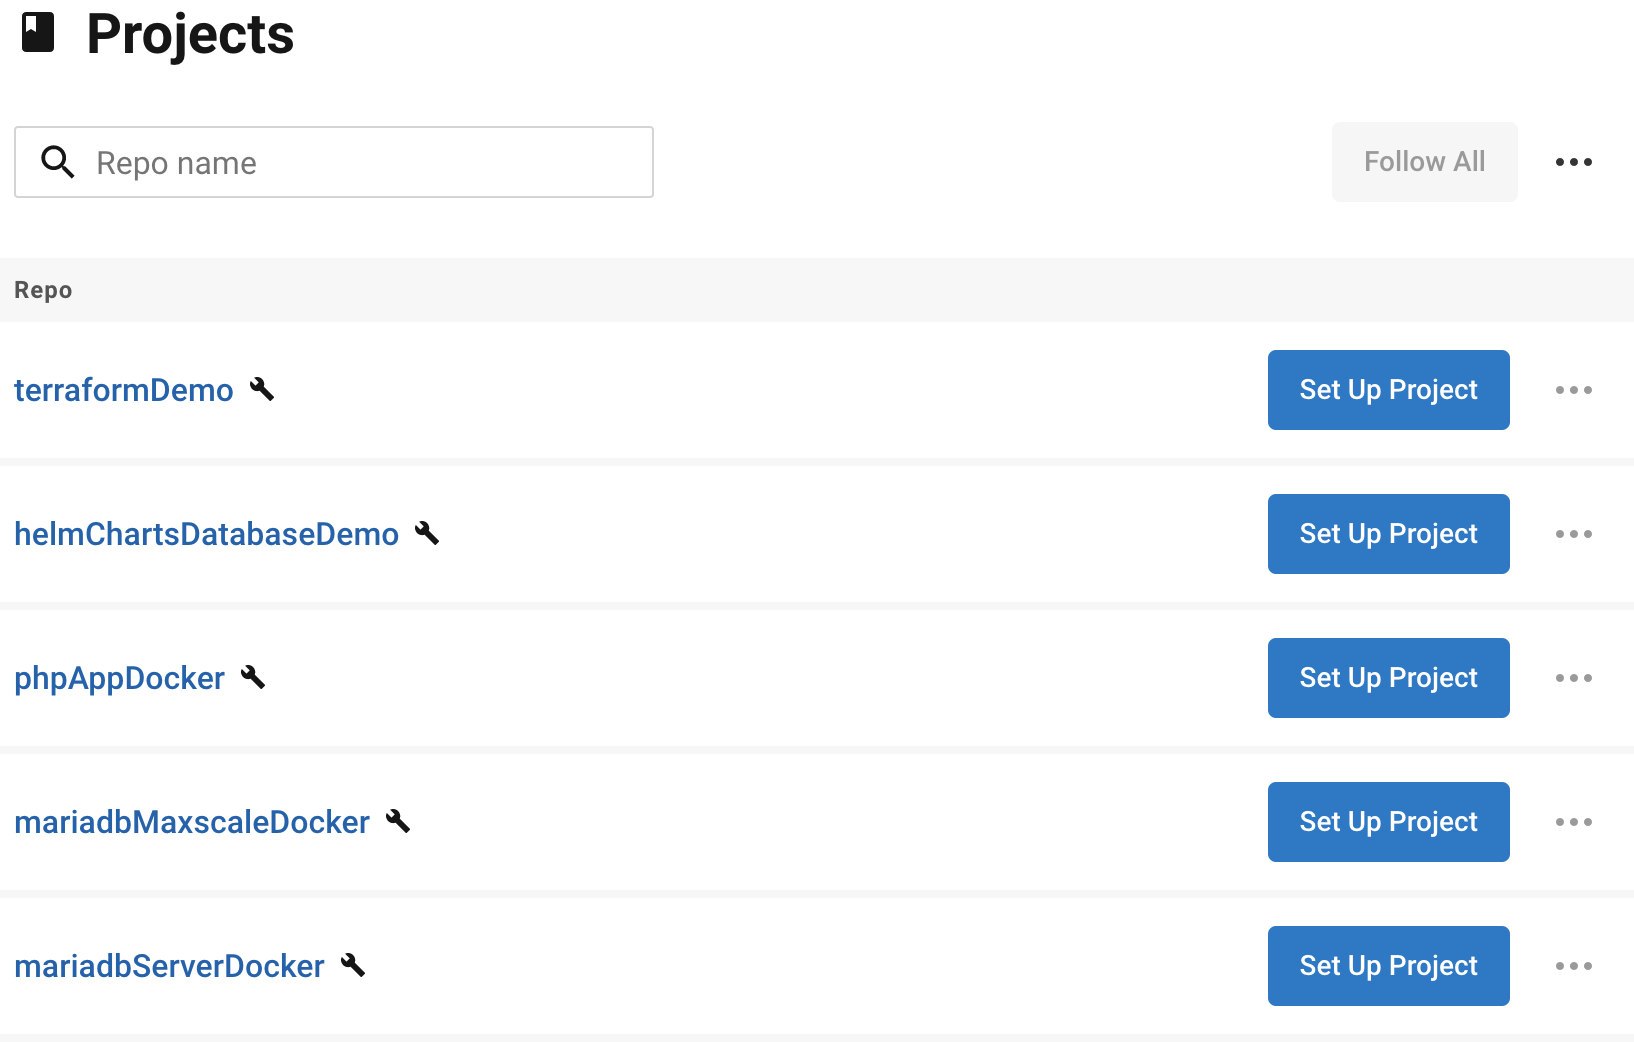 Projects
Repo name
Follow All
Repo
terraformDemo
Set Up Project
helmChartsDatabaseDemo
Set Up Project
phpAppDocker
Set Up Project
mariadbMaxscaleDocker
Set Up Project
mariadbServerDocker
Set Up Project